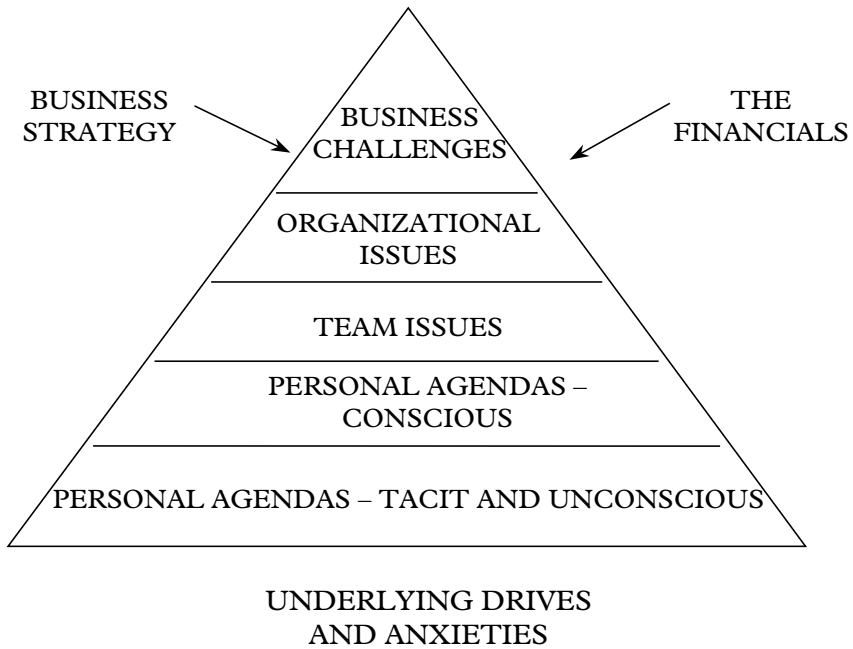 BUSINESS
STRATEGY
THE
FINANCIALS
BUSINESS
CHALLENGES
ORGANIZATIONAL
ISSUES
TEAM ISSUES
PERSONAL AGENDAS –
CONSCIOUS
PERSONAL AGENDAS – TACIT AND UNCONSCIOUS
UNDERLYING DRIVES
AND ANXIETIES